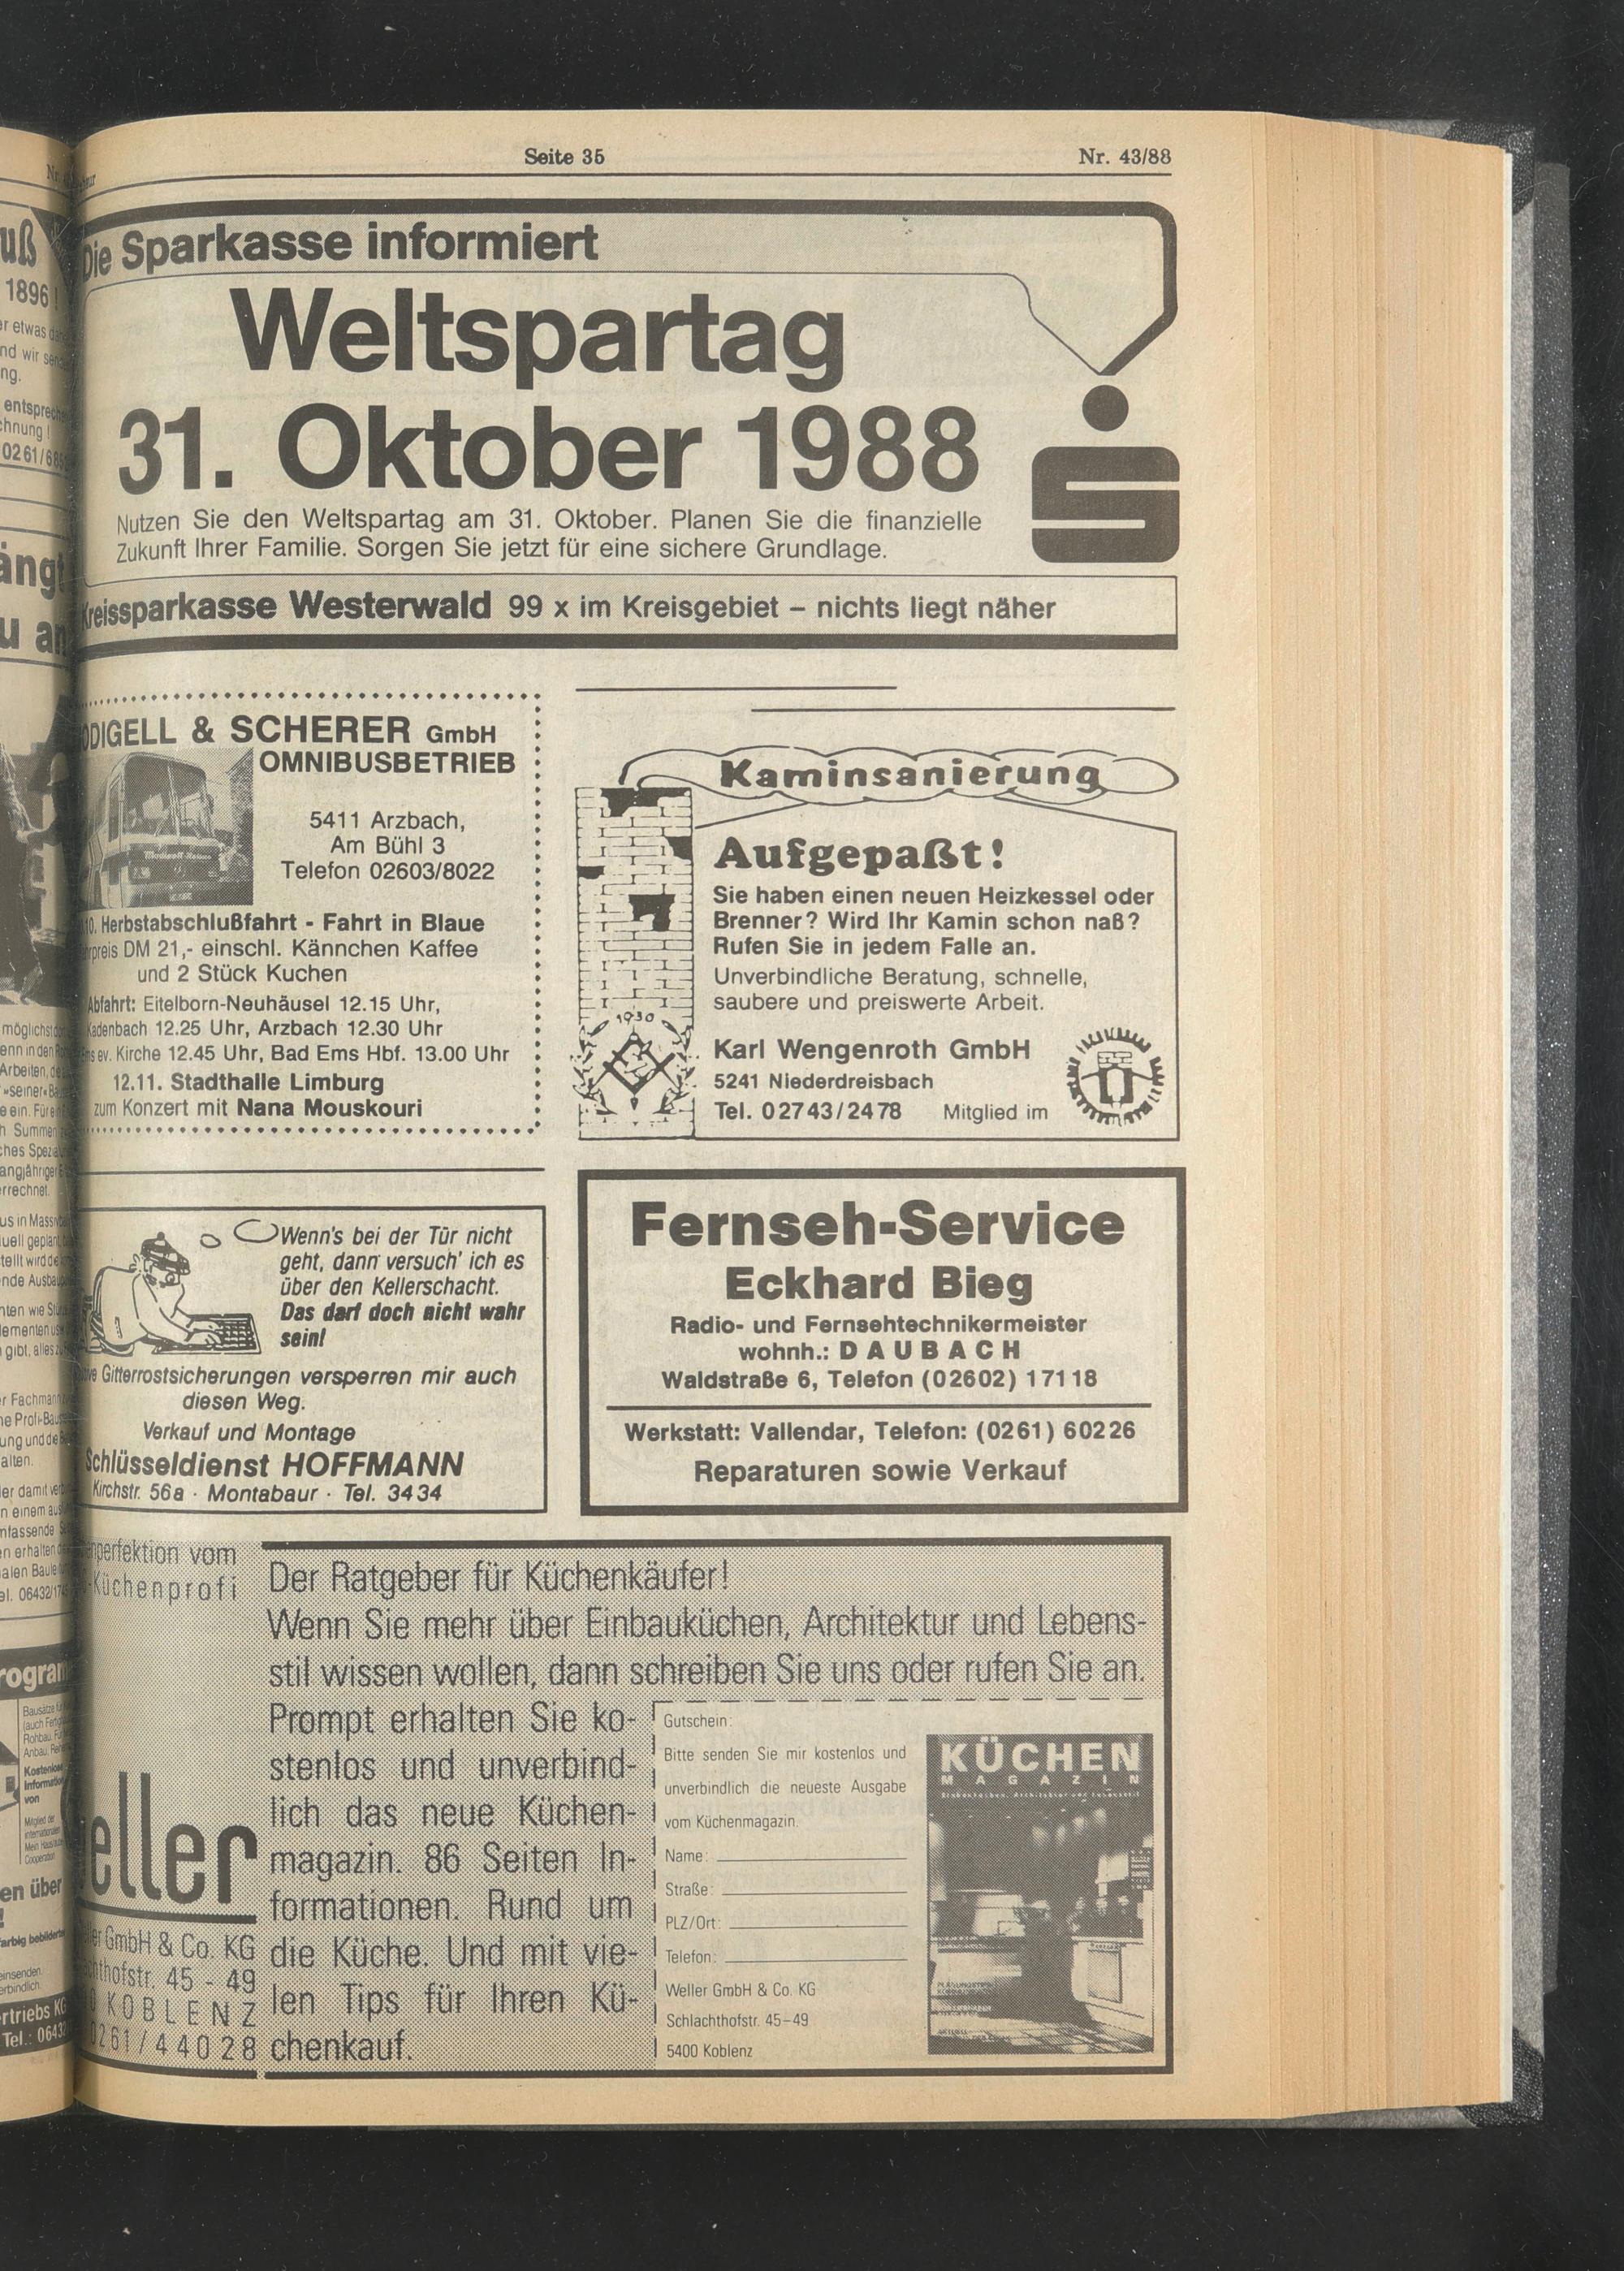 Seite 35
Nr. 43/88
Die Sparkasse informiert
Weltspartag
31. Oktober 1988
Nutzen Sie den Weltspartag am 31. Oktober. Planen Sie die finanzielle
Zukunft Ihrer Familie. Sorgen Sie jetzt für eine sichere Grundlage.
Kreissparkasse Westerwald 99 x im Kreisgebiet – nichts liegt näher
& SCHERER GmbH
OMNIBUSBETRIEB
5411 Arzbach,
Am Bühl 3
Telefon 02603/8022
Herbstabschlußfahrt - Fahrt in Blaue
DM 21,- einschl. Kännchen Kaffee
und 2 Stück Kuchen
Abfahrt: Eitelborn-Neuhäusel 12.15 Uhr,
Kadenbach 12.25 Uhr, Arzbach 12.30 Uhr
ev. Kirche 12.45 Uhr, Bad Ems Hbf. 13.00 Uhr
12.11. Stadthalle Limburg
zum Konzert mit Nana Mouskouri
Kaminsanierung
Aufgepaßt!
Sie haben einen neuen Heizkessel oder
Brenner? Wird Ihr Kamin schon naß?
Rufen Sie in jedem Falle an.
Unverbindliche Beratung, schnelle,
saubere und preiswerte Arbeit.
1930
Karl Wengenroth GmbH
5241 Niederdreisbach
Tel. 02743/2478 Mitglied im
Wenn's bei der Tür nicht
geht, dann versuch' ich es
über den Kellerschacht.
Das darf doch nicht wahr
sein!
Gitterrostsicherungen versperren mir auch
diesen Weg.
Verkauf und Montage
Schlüsseldienst HOFFMANN
Kirchstr. 56a · Montabaur · Tel. 3434
Fernseh-Service
Eckhard Bieg
Radio- und Fernsehtechnikermeister
wohnh.: DAUBACH
Waldstraße 6, Telefon (02602) 17118
Werkstatt: Vallendar, Telefon: (0261) 60226
Reparaturen sowie Verkauf
vom
Küchenprofi
eller
GmbH & Co. KG
45 - 49
KOBLENZ
0261/44028
Der Ratgeber für Küchenkäufer!
Wenn Sie mehr über Einbauküchen, Architektur und Lebens-
stil wissen wollen, dann schreiben Sie uns oder rufen Sie an.
Prompt erhalten Sie ko-
stenlos und unverbind-
lich das neue Küchen-
magazin. 86 Seiten In-
formationen. Rund um
die Küche. Und mit vie-
len Tips für Ihren Kü-
chenkauf.
Gutschein:
Bitte senden Sie mir kostenlos und
unverbindlich die neueste Ausgabe
vom Küchenmagazin.
Name:
Straße:
PLZ/Ort:
Telefon:
Weller GmbH & Co. KG
Schlachthofstr. 45–49
5400 Koblenz
KÜCHEN
MAGAZIN